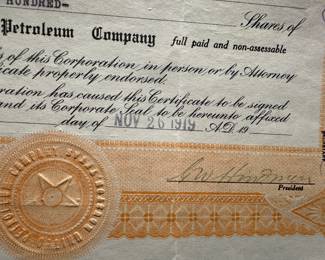 HUNDRED- Shares of
Petroleum Company full paid and non-assessable
of this Corporation in person or by Attorney
icate properly endorsed.
oration has caused this Certificate to be signed
and its Corporate Seal to be hereunto affixed
day of NOV 26 1919 A.D. 19
President